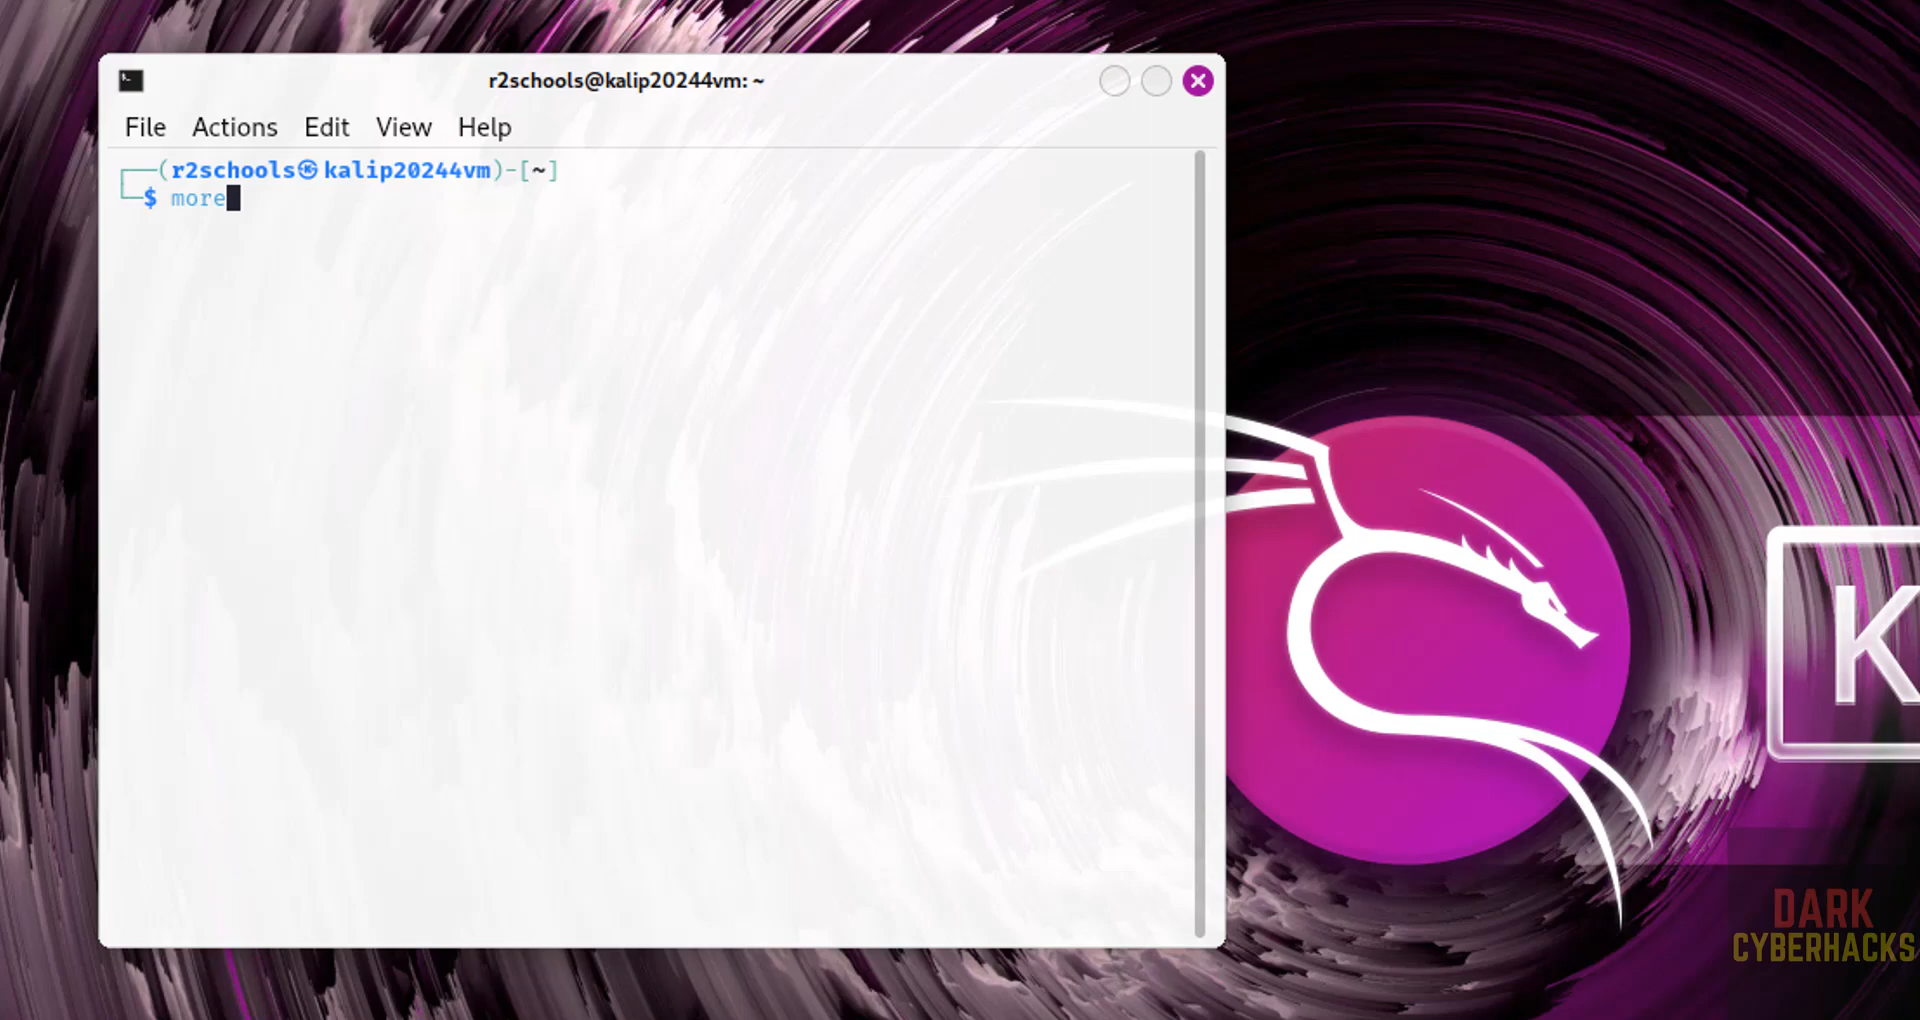 r2schools@kalip20244vm: ~
File Actions Edit View Help
┌──(r2schools㉿kalip20244vm)-[~]
└─$ more
K
DARK
CYBERHACKS